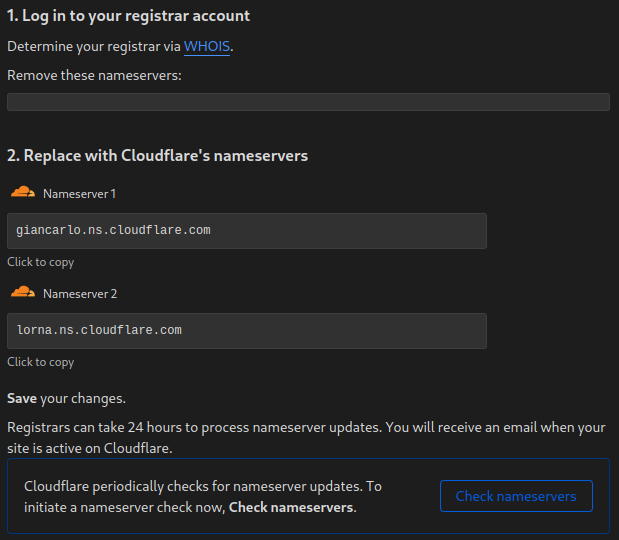 1. Log in to your registrar account
Determine your registrar via WHOIS.
Remove these nameservers:
2. Replace with Cloudflare's nameservers
Nameserver 1
giancarlo.ns.cloudflare.com
Click to copy
Nameserver 2
lorna.ns.cloudflare.com
Click to copy
Save your changes.
Registrars can take 24 hours to process nameserver updates. You will receive an email when your
site is active on Cloudflare.
Cloudflare periodically checks for nameserver updates. To
initiate a nameserver check now, Check nameservers.
Check nameservers